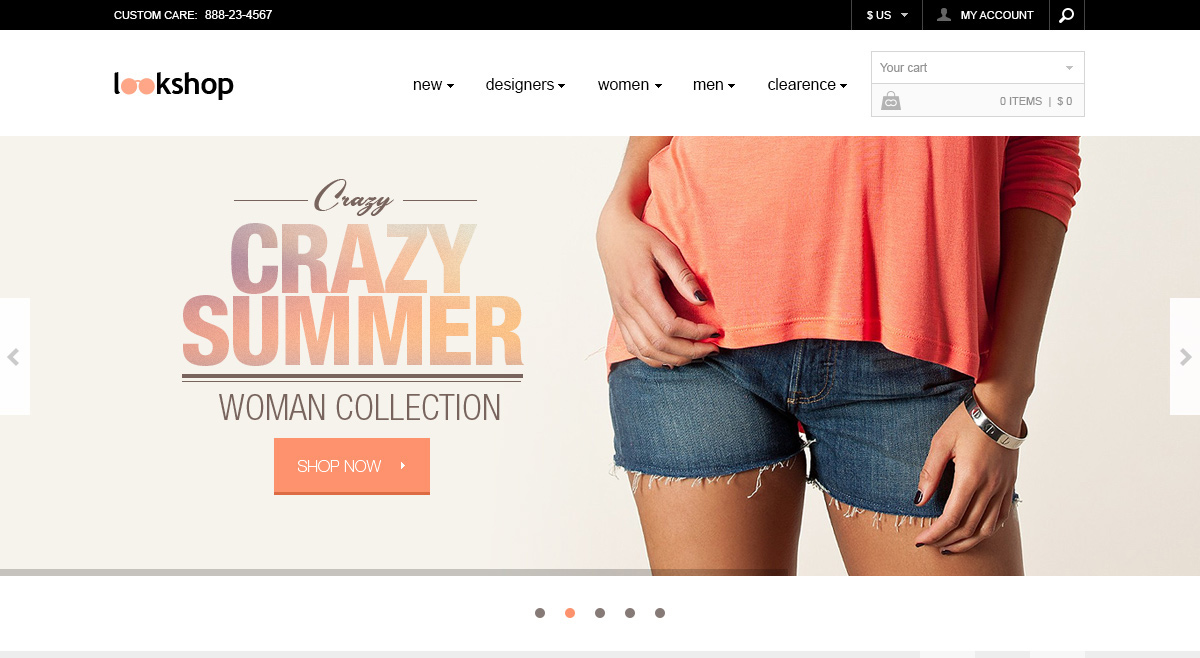 CUSTOM CARE: 888-23-4567
$ US
MY ACCOUNT
lookshop
new
designers
women
men
clearence
Your cart
0 ITEMS | $ 0
Crazy
CRAZY
SUMMER
WOMAN COLLECTION
SHOP NOW